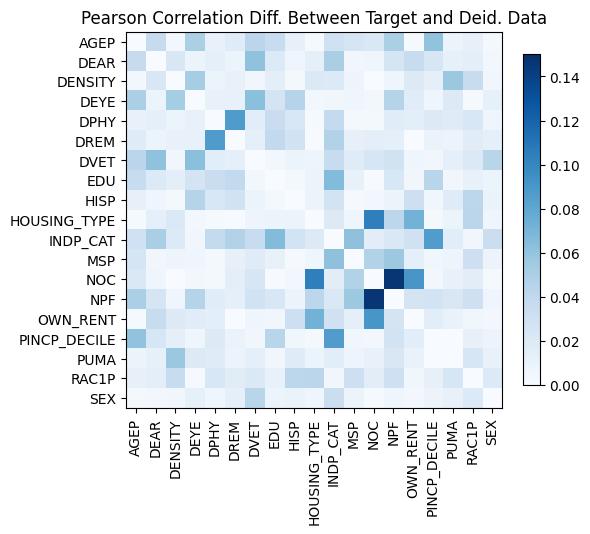 Pearson Correlation Diff. Between Target and Deid. Data
AGEP
DEAR
DENSITY
DEYE
DPHY
DREM
DVET
EDU
HISP
HOUSING_TYPE
INDP_CAT
MSP
NOC
NPF
OWN_RENT
PINCP_DECILE
PUMA
RAC1P
SEX
AGEP
DEAR
DENSITY
DEYE
DPHY
DREM
DVET
EDU
HISP
HOUSING_TYPE
INDP_CAT
MSP
NOC
NPF
OWN_RENT
PINCP_DECILE
PUMA
RAC1P
SEX
0.14
0.12
0.10
0.08
0.06
0.04
0.02
0.00